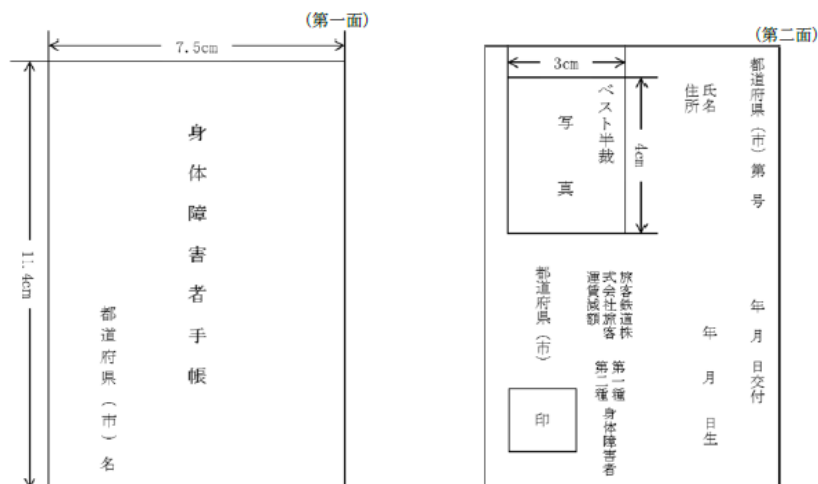 (第一面)
7.5cm
11.4cm
身体障害者手帳
都道府県(市)名
(第二面)
都道府県(市)第 号
年 月 日交付
氏名
年 月 日生
住所
3cm
4cm
ベスト半裁
写真
旅客鉄道株
式会社旅客
運賃減額
第一種
第二種
身体障害者
都道府県(市)
印